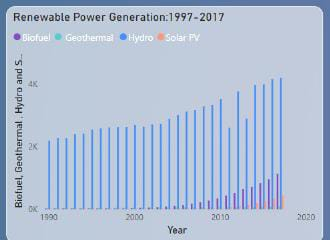 Renewable Power Generation:1997-2017
Biofuel Geothermal Hydro Solar PV
Biofuel, Geothermal , Hydro and S...
4K
2K
0K
1990 2000 2010 2020
Year